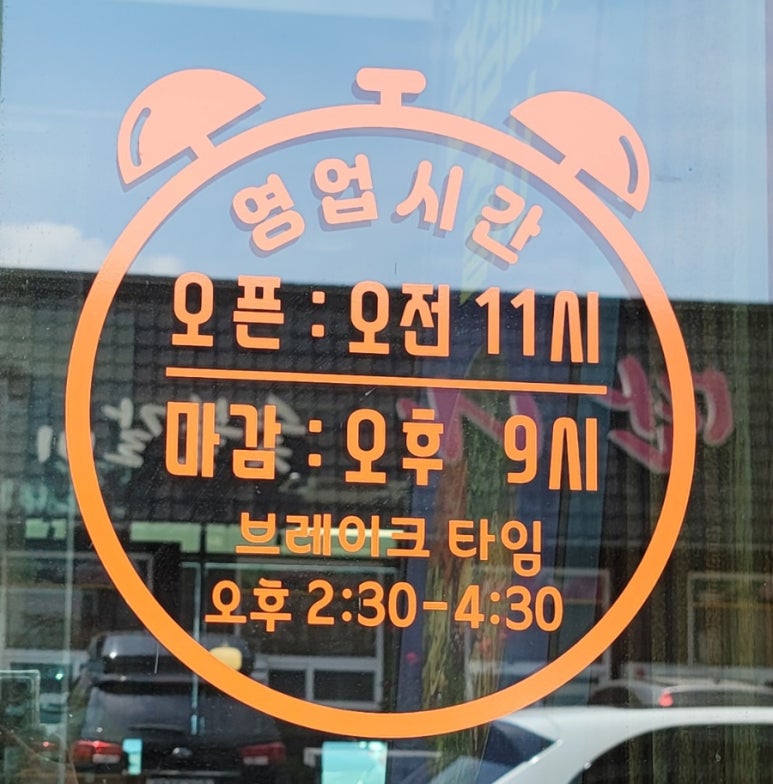 영업시간
오픈 : 오전 11시
마감 : 오후 9시
브레이크 타임
오후 2:30-4:30